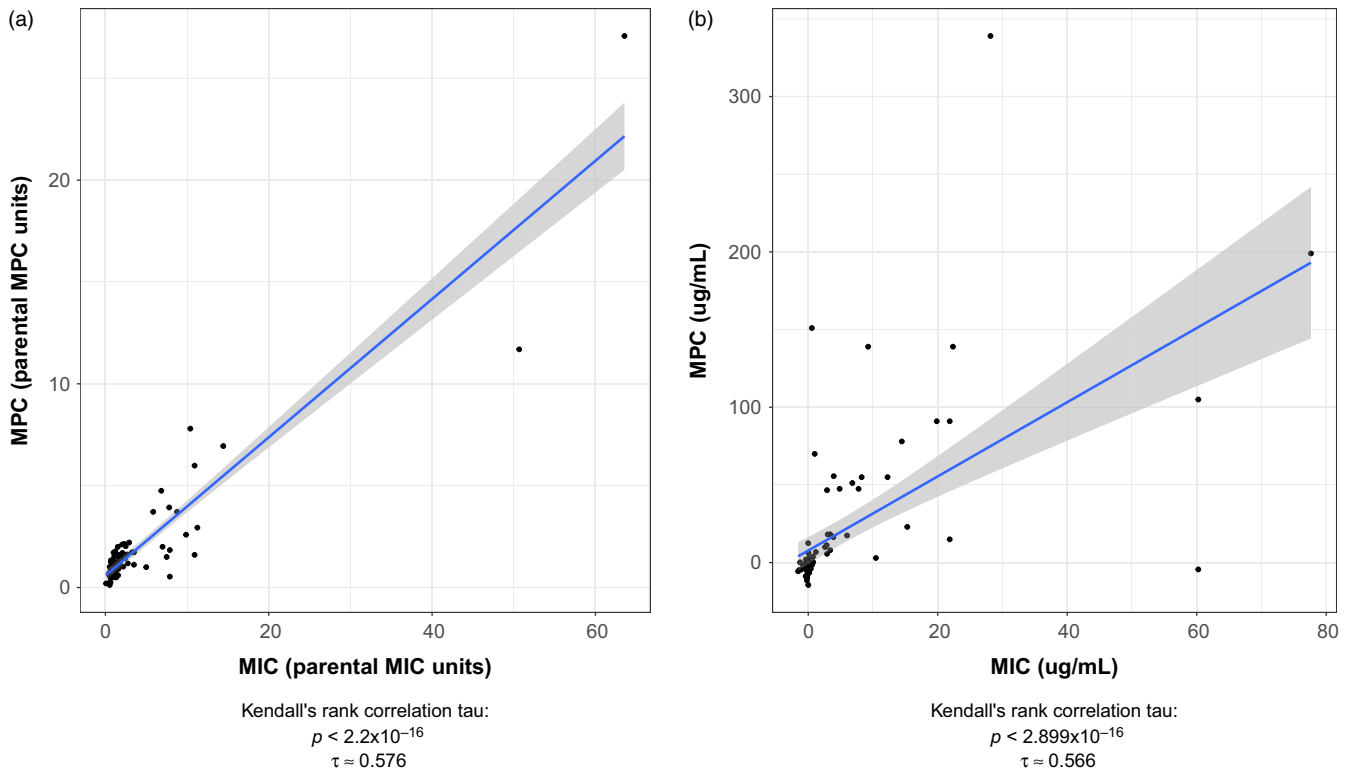 (a)
MPC (parental MPC units)
20
10
0
0 20 40 60
MIC (parental MIC units)
Kendall's rank correlation tau:
p < 2.2x10⁻¹⁶
τ ≈ 0.576
(b)
MPC (ug/mL)
300
200
100
0
0 20 40 60 80
MIC (ug/mL)
Kendall's rank correlation tau:
p < 2.899x10⁻¹⁶
τ ≈ 0.566